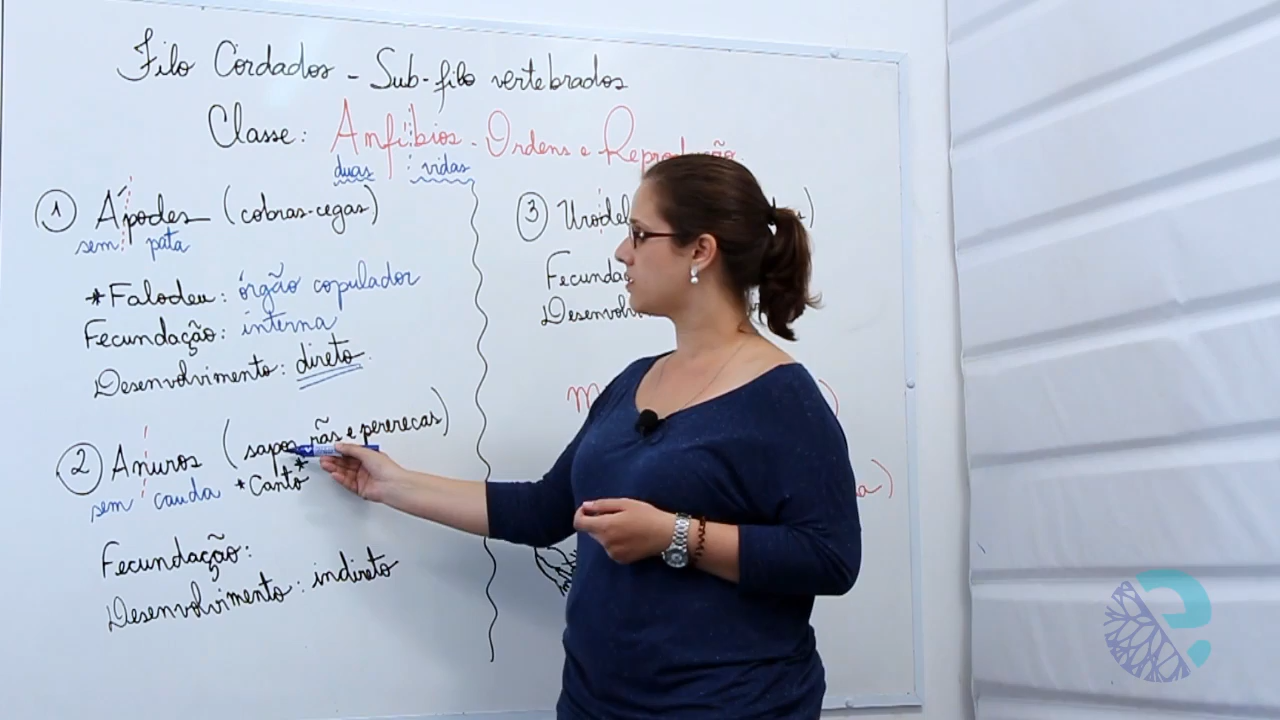 Filo Cordados - Sub-filo vertebrados
Classe: Anfíbios - Ordens e Reprodução
duas vidas
1 Ápodes (cobras-cegas)
sem pata
*Falodeu: órgão copulador
Fecundação: interna
Desenvolvimento: direto.
2 Anuros (sapos rãs e pererecas)
sem cauda *Canto*
Fecundação:
Desenvolvimento: indireto
3